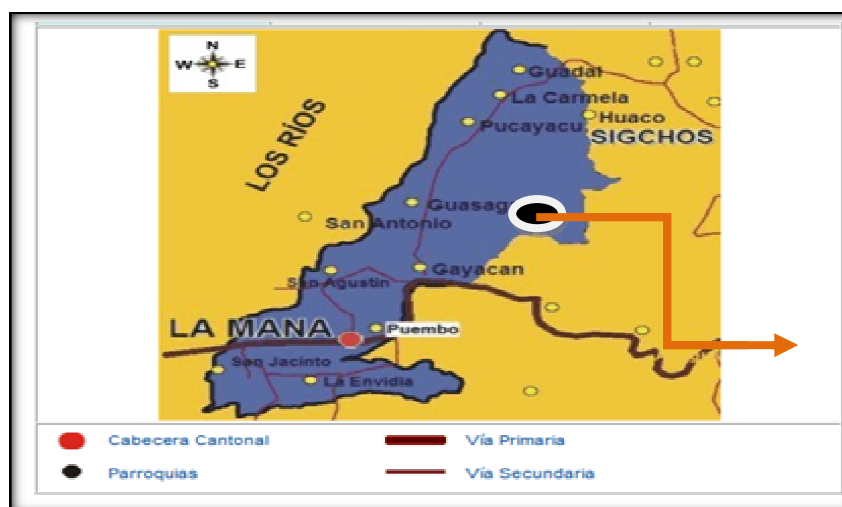 N
W E
S
Guadal
La Carmela
Huaco
Pucayacu
SIGCHOS
LOS RÍOS
San Antonio
Gayacan
San Agustin
LA MANA
Puembo
San Jacinto
La Envidia
Cabecera Cantonal
Vía Primaria
Parroquias
Vía Secundaria